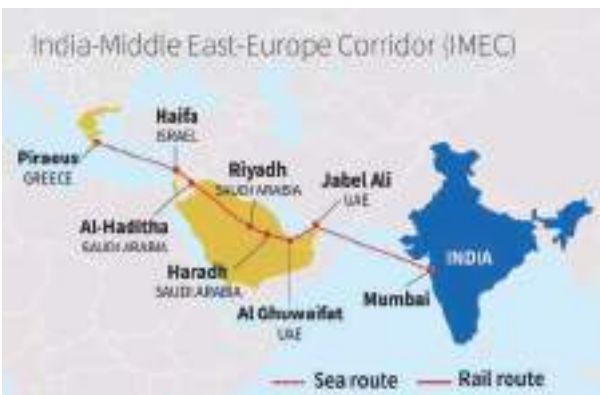 India-Middle East-Europe Corridor (IMEC)
Haifa
ISRAEL
Piraeus
GREECE
Riyadh
SAUDI ARABIA
Jabel Ali
UAE
Al-Haditha
SAUDI ARABIA
INDIA
Haradh
SAUDI ARABIA
Mumbai
Al Ghuwaifat
UAE
Sea route
Rail route